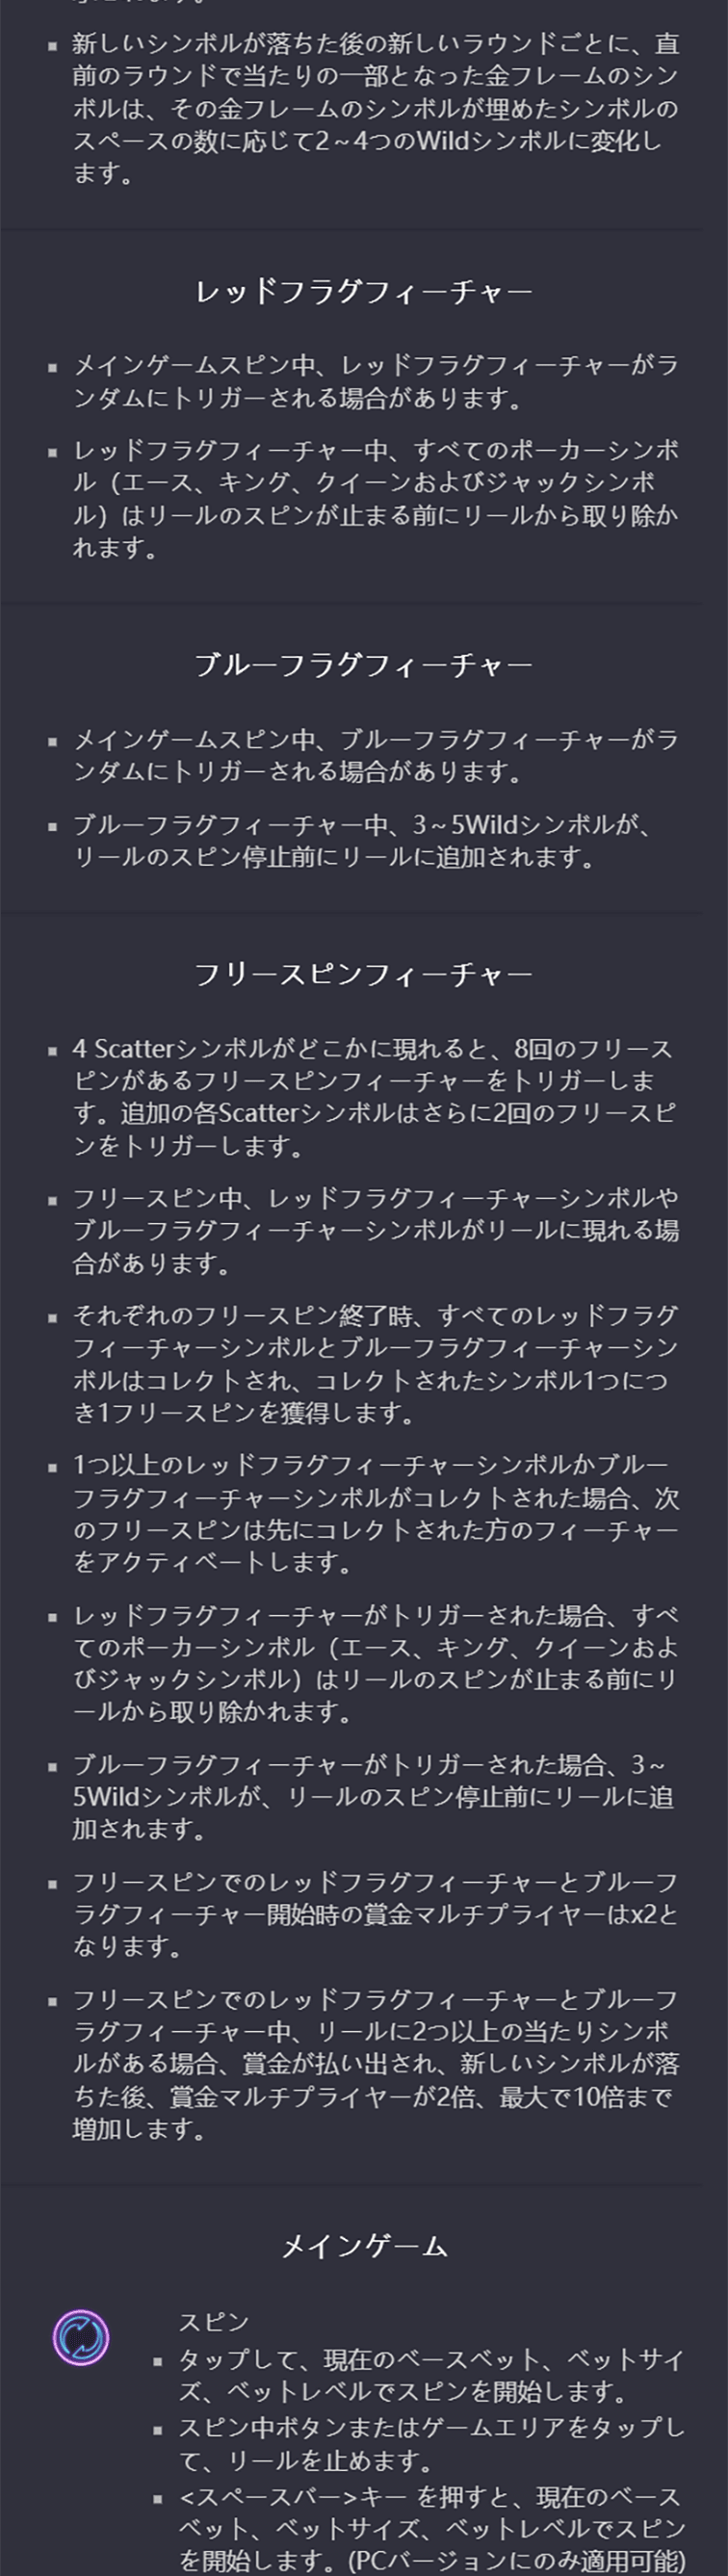 新しいシンボルが落ちた後の新しいラウンドごとに、直
前のラウンドで当たりの一部となった金フレームのシン
ボルは、その金フレームのシンボルが埋めたシンボルの
スペースの数に応じて2～4つのWildシンボルに変化し
ます。
レッドフラグフィーチャー
メインゲームスピン中、レッドフラグフィーチャーがラ
ンダムにトリガーされる場合があります。
レッドフラグフィーチャー中、すべてのポーカーシンボ
ル（エース、キング、クイーンおよびジャックシンボ
ル）はリールのスピンが止まる前にリールから取り除か
れます。
ブルーフラグフィーチャー
メインゲームスピン中、ブルーフラグフィーチャーがラ
ンダムにトリガーされる場合があります。
ブルーフラグフィーチャー中、3～5Wildシンボルが、
リールのスピン停止前にリールに追加されます。
フリースピンフィーチャー
4 Scatterシンボルがどこかに現れると、8回のフリース
ピンがあるフリースピンフィーチャーをトリガーしま
す。追加の各Scatterシンボルはさらに2回のフリースピ
ンをトリガーします。
フリースピン中、レッドフラグフィーチャーシンボルや
ブルーフラグフィーチャーシンボルがリールに現れる場
合があります。
それぞれのフリースピン終了時、すべてのレッドフラグ
フィーチャーシンボルとブルーフラグフィーチャーシン
ボルはコレクトされ、コレクトされたシンボル1つにつ
き1フリースピンを獲得します。
1つ以上のレッドフラグフィーチャーシンボルかブルー
フラグフィーチャーシンボルがコレクトされた場合、次
のフリースピンは先にコレクトされた方のフィーチャー
をアクティベートします。
レッドフラグフィーチャーがトリガーされた場合、すべ
てのポーカーシンボル（エース、キング、クイーンおよ
びジャックシンボル）はリールのスピンが止まる前にリ
ールから取り除かれます。
ブルーフラグフィーチャーがトリガーされた場合、3～
5Wildシンボルが、リールのスピン停止前にリールに追
加されます。
フリースピンでのレッドフラグフィーチャーとブルーフ
ラグフィーチャー開始時の賞金マルチプライヤーはx2と
なります。
フリースピンでのレッドフラグフィーチャーとブルーフ
ラグフィーチャー中、リールに2つ以上の当たりシンボ
ルがある場合、賞金が払い出され、新しいシンボルが落
ちた後、賞金マルチプライヤーが2倍、最大で10倍まで
増加します。
メインゲーム
スピン
タップして、現在のベースベット、ベットサイ
ズ、ベットレベルでスピンを開始します。
スピン中ボタンまたはゲームエリアをタップし
て、リールを止めます。
<スペースバー>キー を押すと、現在のベース
ベット、ベットサイズ、ベットレベルでスピン
を開始します。(PCバージョンにのみ適用可能)